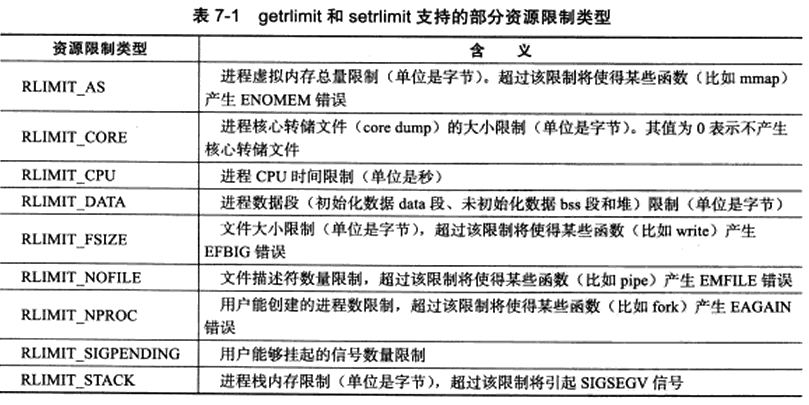 表 7-1 getrlimit 和 setrlimit 支持的部分资源限制类型
资源限制类型 含 义
RLIMIT_AS 进程虚拟内存总量限制（单位是字节）。超过该限制将使得某些函数（比如 mmap）
产生 ENOMEM 错误
RLIMIT_CORE 进程核心转储文件（core dump）的大小限制（单位是字节）。其值为 0 表示不产生
核心转储文件
RLIMIT_CPU 进程 CPU 时间限制（单位是秒）
RLIMIT_DATA 进程数据段（初始化数据 data 段、未初始化数据 bss 段和堆）限制（单位是字节）
RLIMIT_FSIZE 文件大小限制（单位是字节），超过该限制将使得某些函数（比如 write）产生
EFBIG 错误
RLIMIT_NOFILE 文件描述符数量限制，超过该限制将使得某些函数（比如 pipe）产生 EMFILE 错误
RLIMIT_NPROC 用户能创建的进程数限制，超过该限制将使得某些函数（比如 fork）产生 EAGAIN
错误
RLIMIT_SIGPENDING 用户能够挂起的信号数量限制
RLIMIT_STACK 进程栈内存限制（单位是字节），超过该限制将引起 SIGSEGV 信号